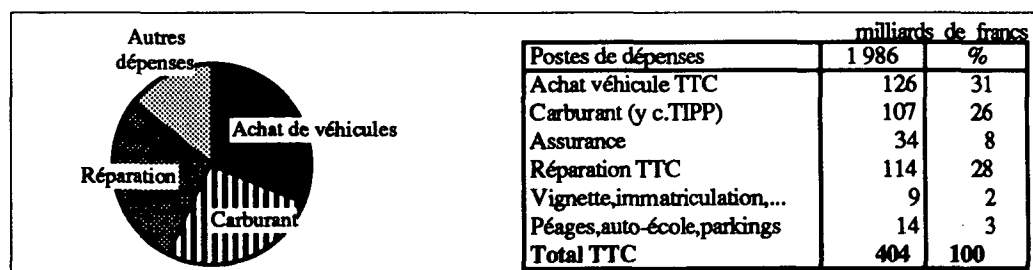 Autres
dépenses
Achat de véhicules
Réparation
Carburant
milliards de francs
Postes de dépenses 1986 %
Achat véhicule TTC 126 31
Carburant (y c.TIPP) 107 26
Assurance 34 8
Réparation TTC 114 28
Vignette,immatriculation,... 9 2
Péages,auto-école,parkings 14 3
Total TTC 404 100